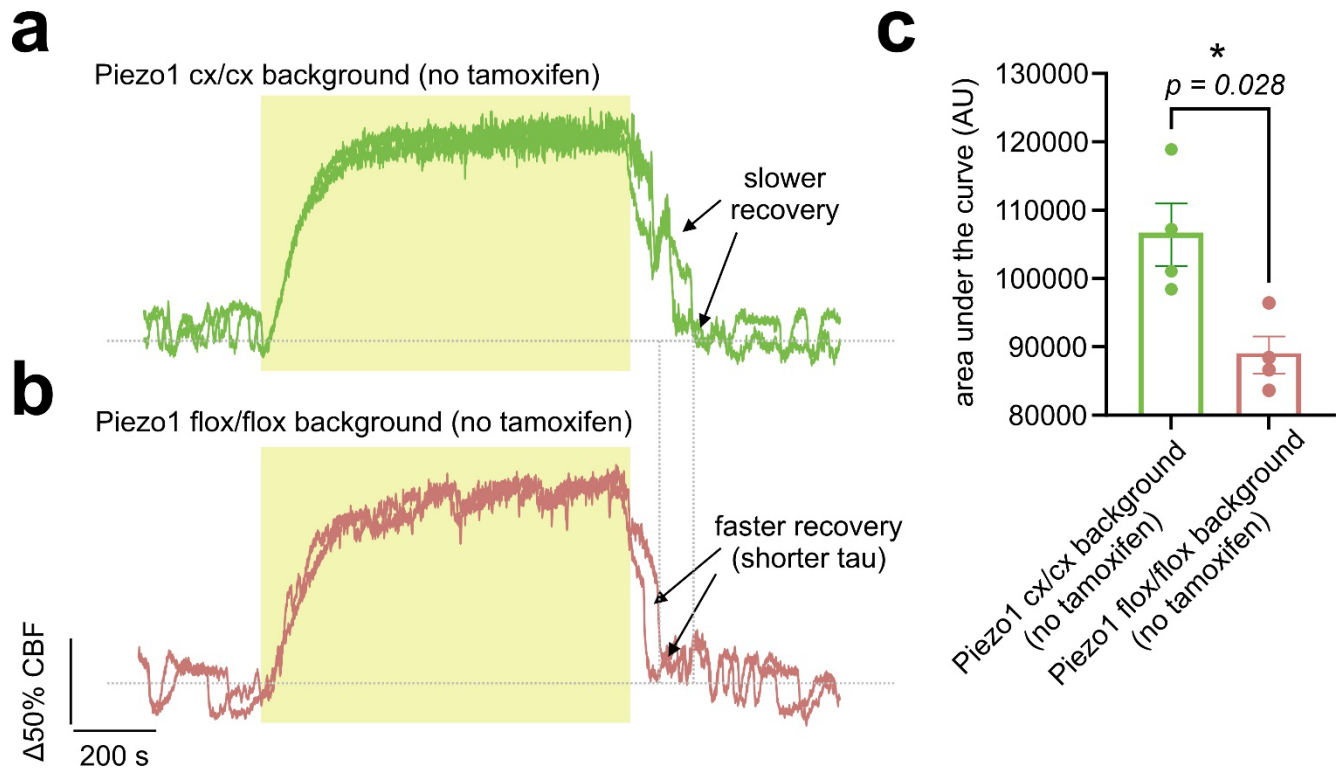 a
Piezo1 cx/cx background (no tamoxifen)
slower
recovery
b
Piezo1 flox/flox background (no tamoxifen)
faster recovery
(shorter tau)
Δ50% CBF
200 s
c
*
p = 0.028
area under the curve (AU)
130000
120000
110000
100000
90000
80000
Piezo1 cx/cx background
(no tamoxifen)
Piezo1 flox/flox background
(no tamoxifen)